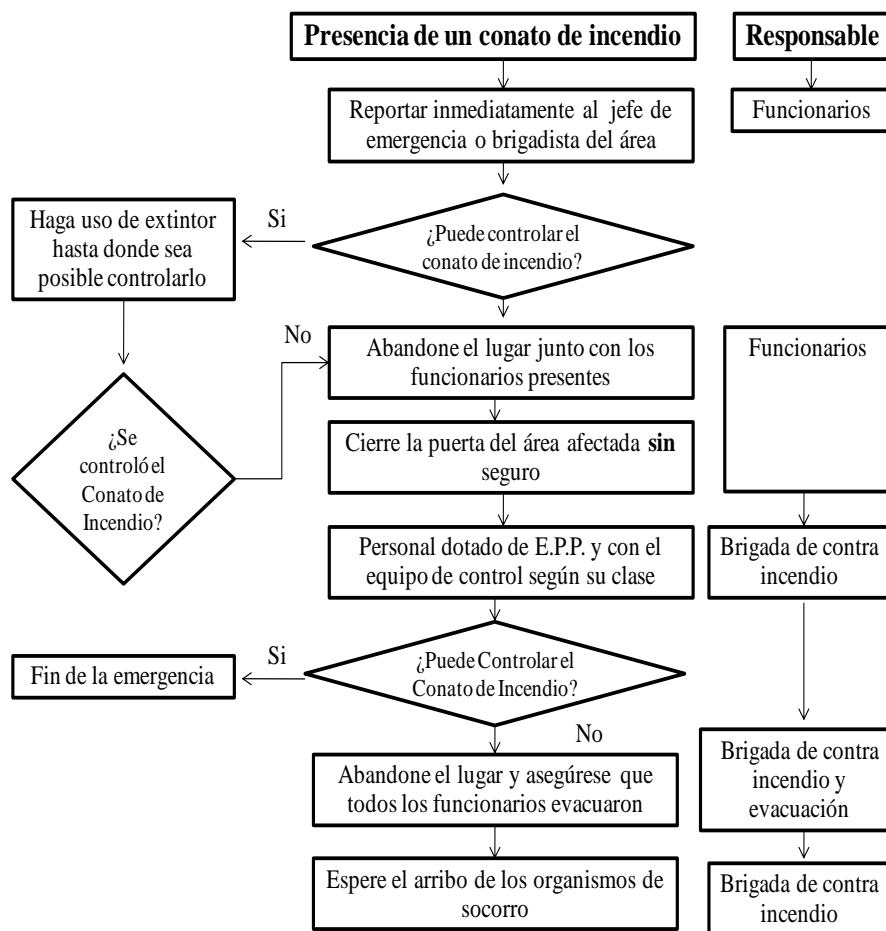 Presencia de un conato de incendio
Responsable
Reportar inmediatamente al jefe de
emergencia o brigadista del área
Funcionarios
Haga uso de extintor
hasta donde sea
posible controlarlo
Si
¿Puede controlar el
conato de incendio?
No
Abandone el lugar junto con los
funcionarios presentes
Funcionarios
¿Se
controló el
Conato de
Incendio?
Cierre la puerta del área afectada sin
seguro
Personal dotado de E.P.P. y con el
equipo de control según su clase
Brigada de contra
incendio
Fin de la emergencia
Si
¿Puede Controlar el
Conato de Incendio?
No
Abandone el lugar y asegúrese que
todos los funcionarios evacuaron
Brigada de contra
incendio y
evacuación
Espere el arribo de los organismos de
socorro
Brigada de contra
incendio